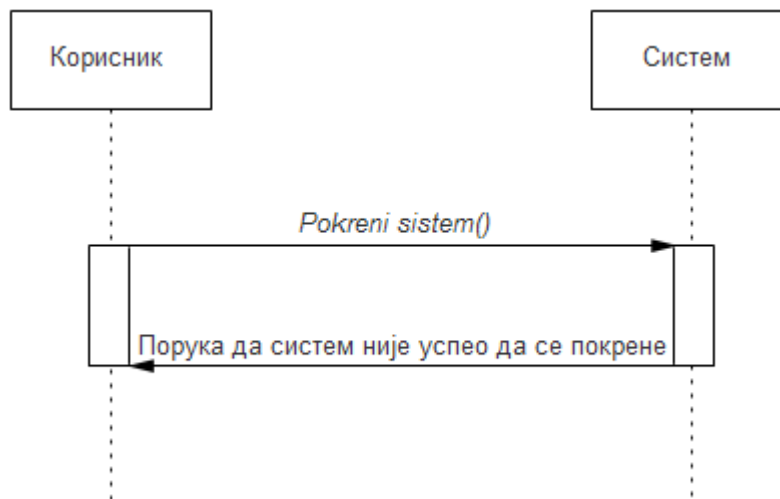 Корисник
Систем
Pokreni sistem()
Порука да систем није успео да се покрене